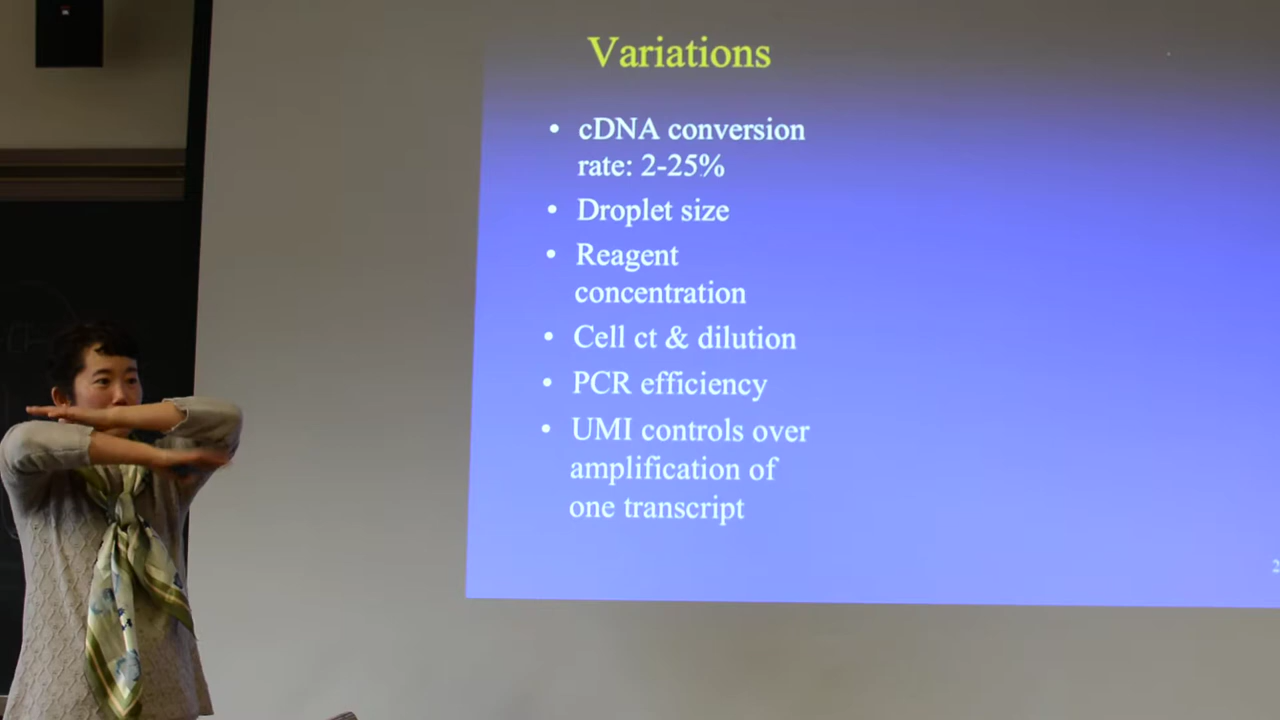 Variations
• cDNA conversion
rate: 2-25%
• Droplet size
• Reagent
concentration
• Cell ct & dilution
• PCR efficiency
• UMI controls over
amplification of
one transcript
2